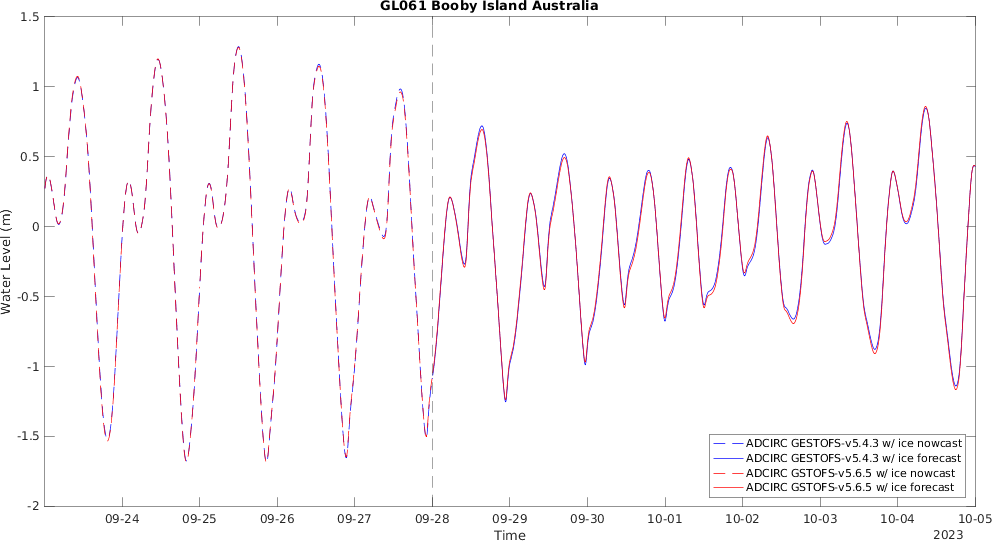 GL061 Booby Island Australia
1.5
1
0.5
0
-0.5
-1
-1.5
-2
Water Level (m)
09-24 09-25 09-26 09-27 09-28 09-29 09-30 10-01 10-02 10-03 10-04 10-05
Time
2023
ADCIRC GESTOFS-v5.4.3 w/ ice nowcast
ADCIRC GESTOFS-v5.4.3 w/ ice forecast
ADCIRC GSTOFS-v5.6.5 w/ ice nowcast
ADCIRC GSTOFS-v5.6.5 w/ ice forecast